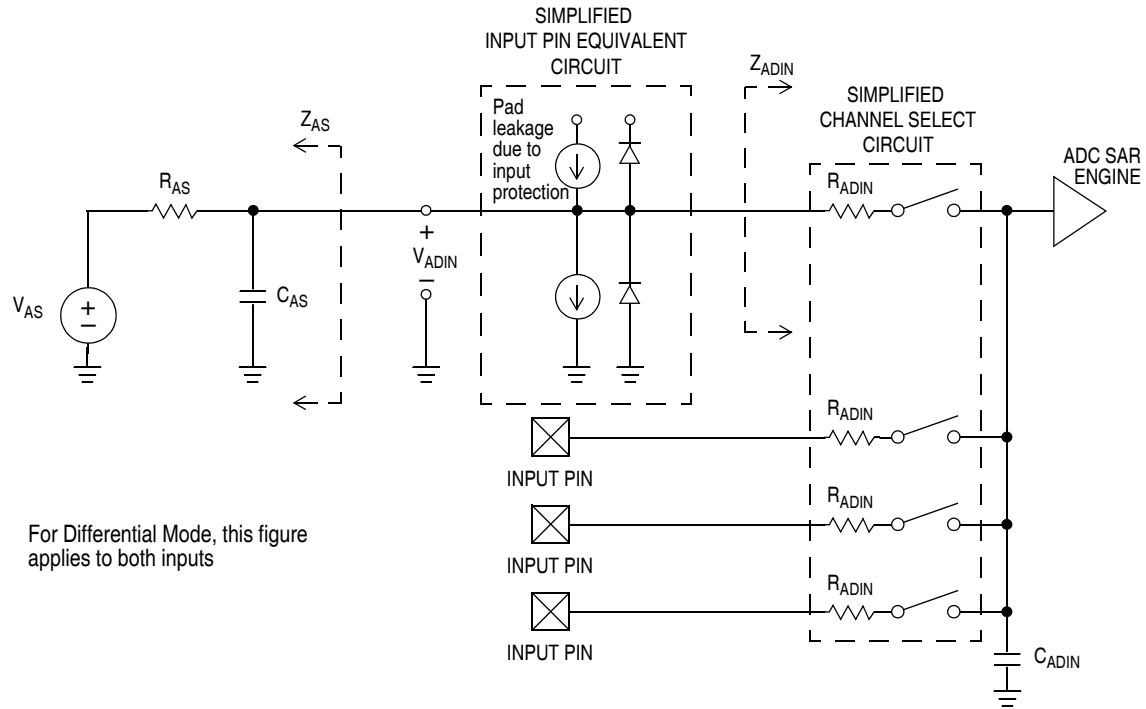 SIMPLIFIED
INPUT PIN EQUIVALENT
CIRCUIT
Pad
leakage
due to
input
protection
Z_ADIN
SIMPLIFIED
CHANNEL SELECT
CIRCUIT
ADC SAR
ENGINE
Z_AS
R_AS
R_ADIN
+
V_ADIN
−
C_AS
V_AS
+
−
R_ADIN
INPUT PIN
R_ADIN
INPUT PIN
R_ADIN
INPUT PIN
C_ADIN
For Differential Mode, this figure
applies to both inputs